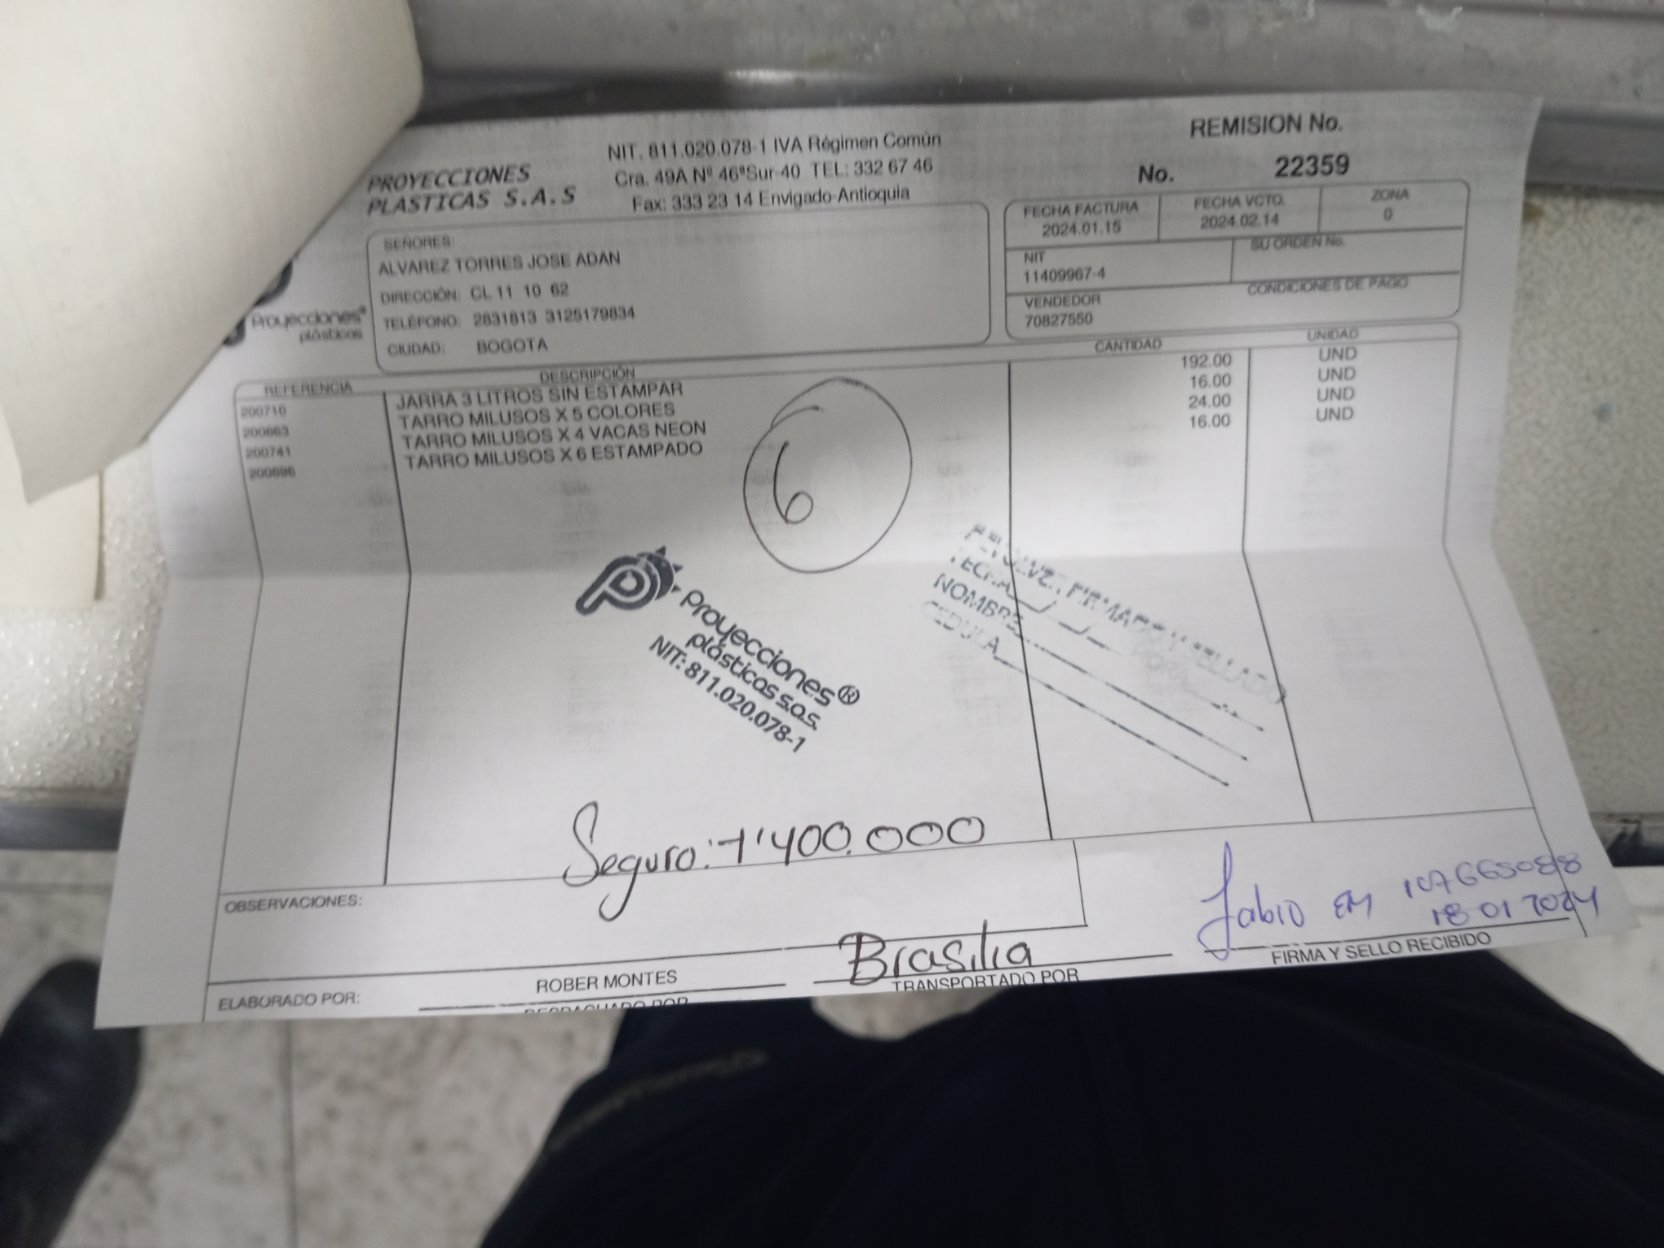 REMISION No.
No. 22359
PROYECCIONES
PLASTICAS S.A.S
NIT. 811.020.078-1 IVA Régimen Común
Cra. 49A Nº 46ªSur-40 TEL: 332 67 46
Fax: 333 23 14 Envigado-Antioquia
FECHA FACTURA
2024.01.15
FECHA VCTO.
2024.02.14
ZONA
0
NIT
11409967-4
SU ORDEN No.
VENDEDOR
70827550
CONDICIONES DE PAGO
Proyecciones®
plásticas
SEÑORES:
ALVAREZ TORRES JOSE ADAN
DIRECCIÓN: CL 11 10 62
TELÉFONO: 2831813 3125179834
CIUDAD: BOGOTA
REFERENCIA DESCRIPCIÓN CANTIDAD UNIDAD
200710 JARRA 3 LITROS SIN ESTAMPAR 192.00 UND
200663 TARRO MILUSOS X 5 COLORES 16.00 UND
200741 TARRO MILUSOS X 4 VACAS NEON 24.00 UND
200696 TARRO MILUSOS X 6 ESTAMPADO 16.00 UND
6
Proyecciones®
plásticas s.a.s.
NIT: 811.020.078-1
FECHA
NOMBRE
CEDULA
Seguro: 1'400.000
OBSERVACIONES:
Fabio
18 01 2024
ROBER MONTES
Brasilia
ELABORADO POR:
TRANSPORTADO POR
FIRMA Y SELLO RECIBIDO